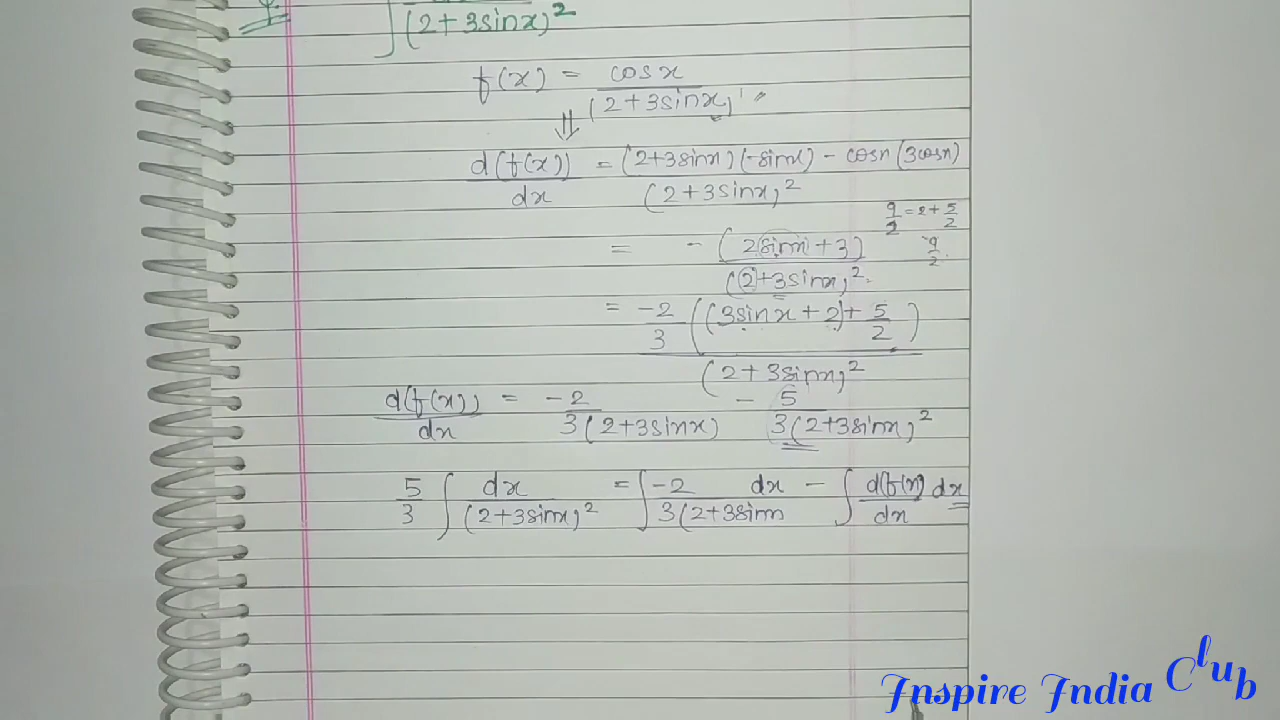 ∫ (2+3sinx)²
f(x) = cosx / (2+3sinx)¹
⇓
d(f(x))/dx = (2+3sinx)(-sinx) - cosx(3cosx) / (2+3sinx)²
9/2 = 2+5/2
= -(2sinx+3) / (2+3sinx)²
9/2
= -2/3 ((3sinx+2)+5/2) / (2+3sinx)²
d(f(x))/dx = -2 / 3(2+3sinx) - 5 / 3(2+3sinx)²
5/3 ∫ dx / (2+3sinx)² = ∫ -2 dx / 3(2+3sinx - ∫ d(f(x)/dx dx
Inspire India Club